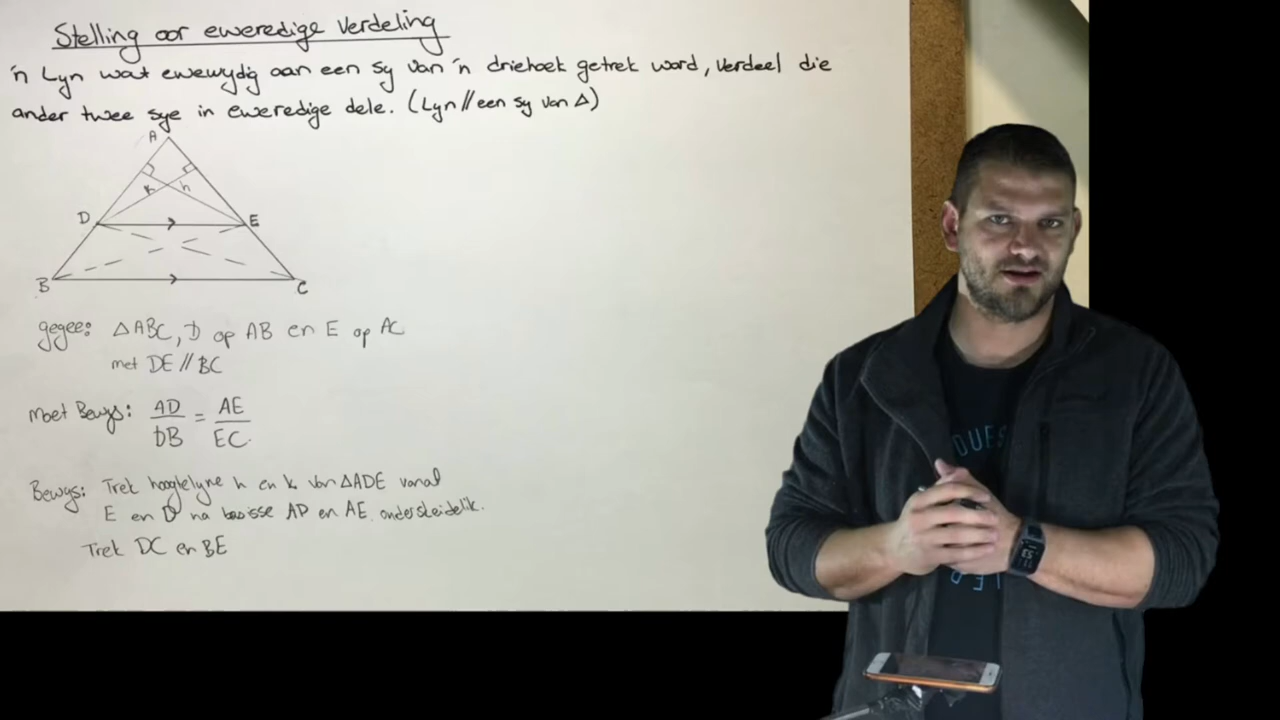 Stelling oor eweredige verdeling
'n Lyn wat ewewydig aan een sy van 'n driehoek getrek word, verdeel die
ander twee sye in eweredige dele. (Lyn // een sy van Δ)
A
k h
D E
B C
gegee: ΔABC, D op AB en E op AC
met DE // BC
Moet Bewys: AD/DB = AE/EC.
Bewys: Trek hoogtelyne h en k van ΔADE vanaf
E en D na basisse AD en AE onderskeidelik.
Trek DC en BE